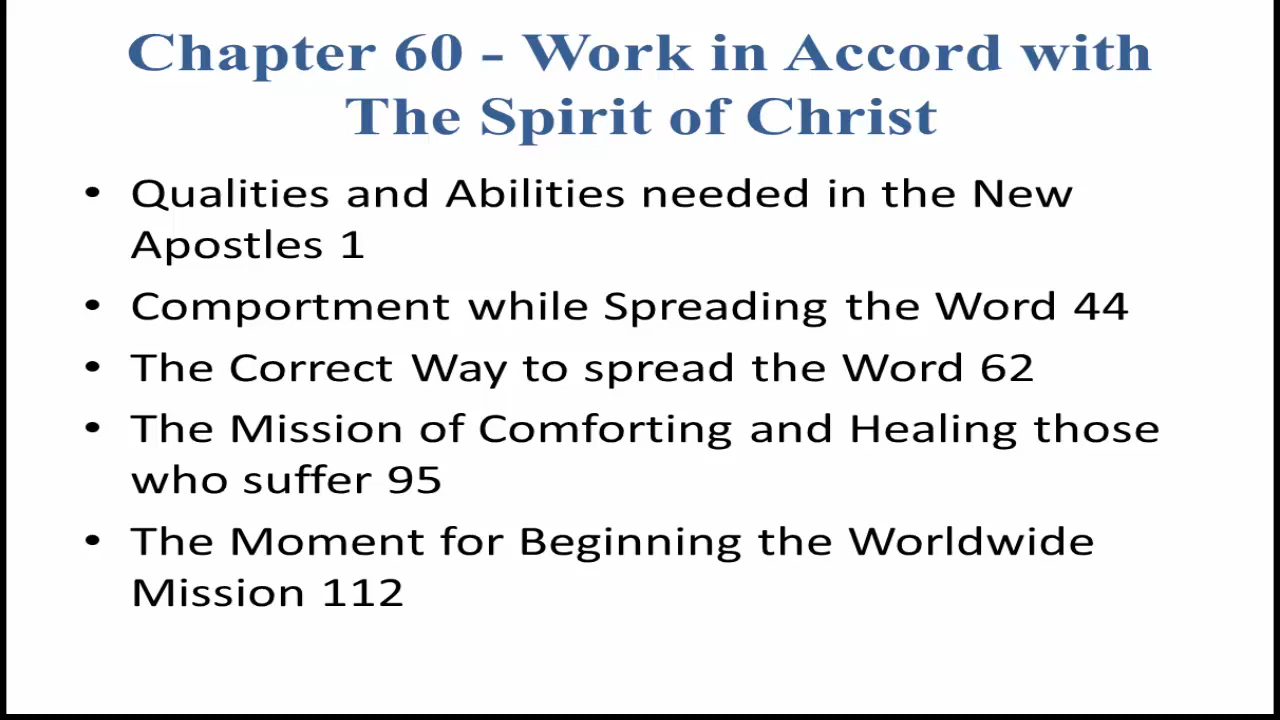 Chapter 60 - Work in Accord with
The Spirit of Christ
• Qualities and Abilities needed in the New
Apostles 1
• Comportment while Spreading the Word 44
• The Correct Way to spread the Word 62
• The Mission of Comforting and Healing those
who suffer 95
• The Moment for Beginning the Worldwide
Mission 112